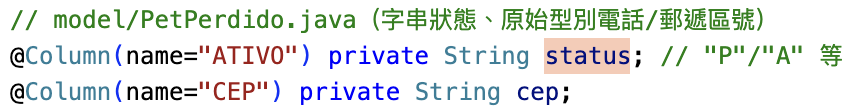 // model/PetPerdido.java（字串狀態、原始型別電話/郵遞區號）
@Column(name="ATIVO") private String status; // "P"/"A" 等
@Column(name="CEP") private String cep;